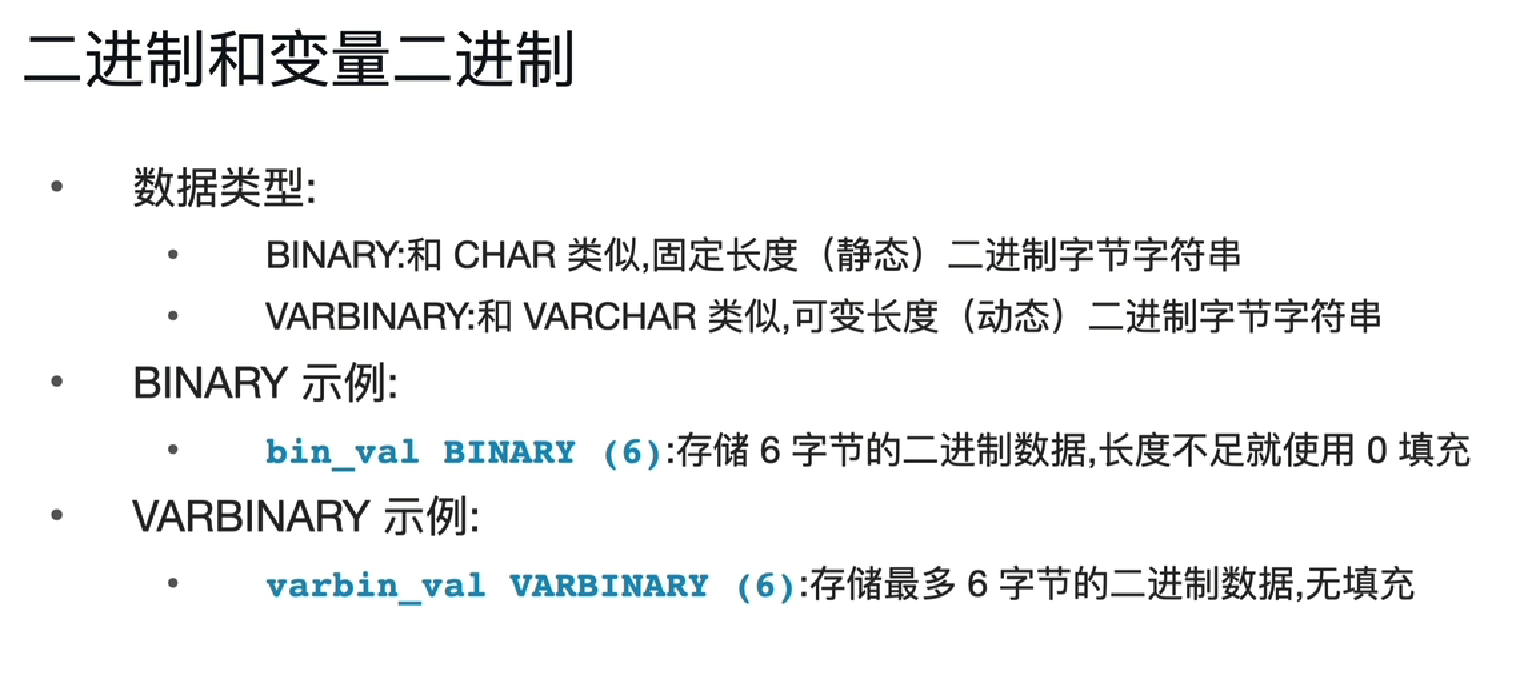 二进制和变量二进制
• 数据类型:
• BINARY:和 CHAR 类似,固定长度（静态）二进制字节字符串
• VARBINARY:和 VARCHAR 类似,可变长度（动态）二进制字节字符串
• BINARY 示例:
• bin_val BINARY (6):存储 6 字节的二进制数据,长度不足就使用 0 填充
• VARBINARY 示例:
• varbin_val VARBINARY (6):存储最多 6 字节的二进制数据,无填充